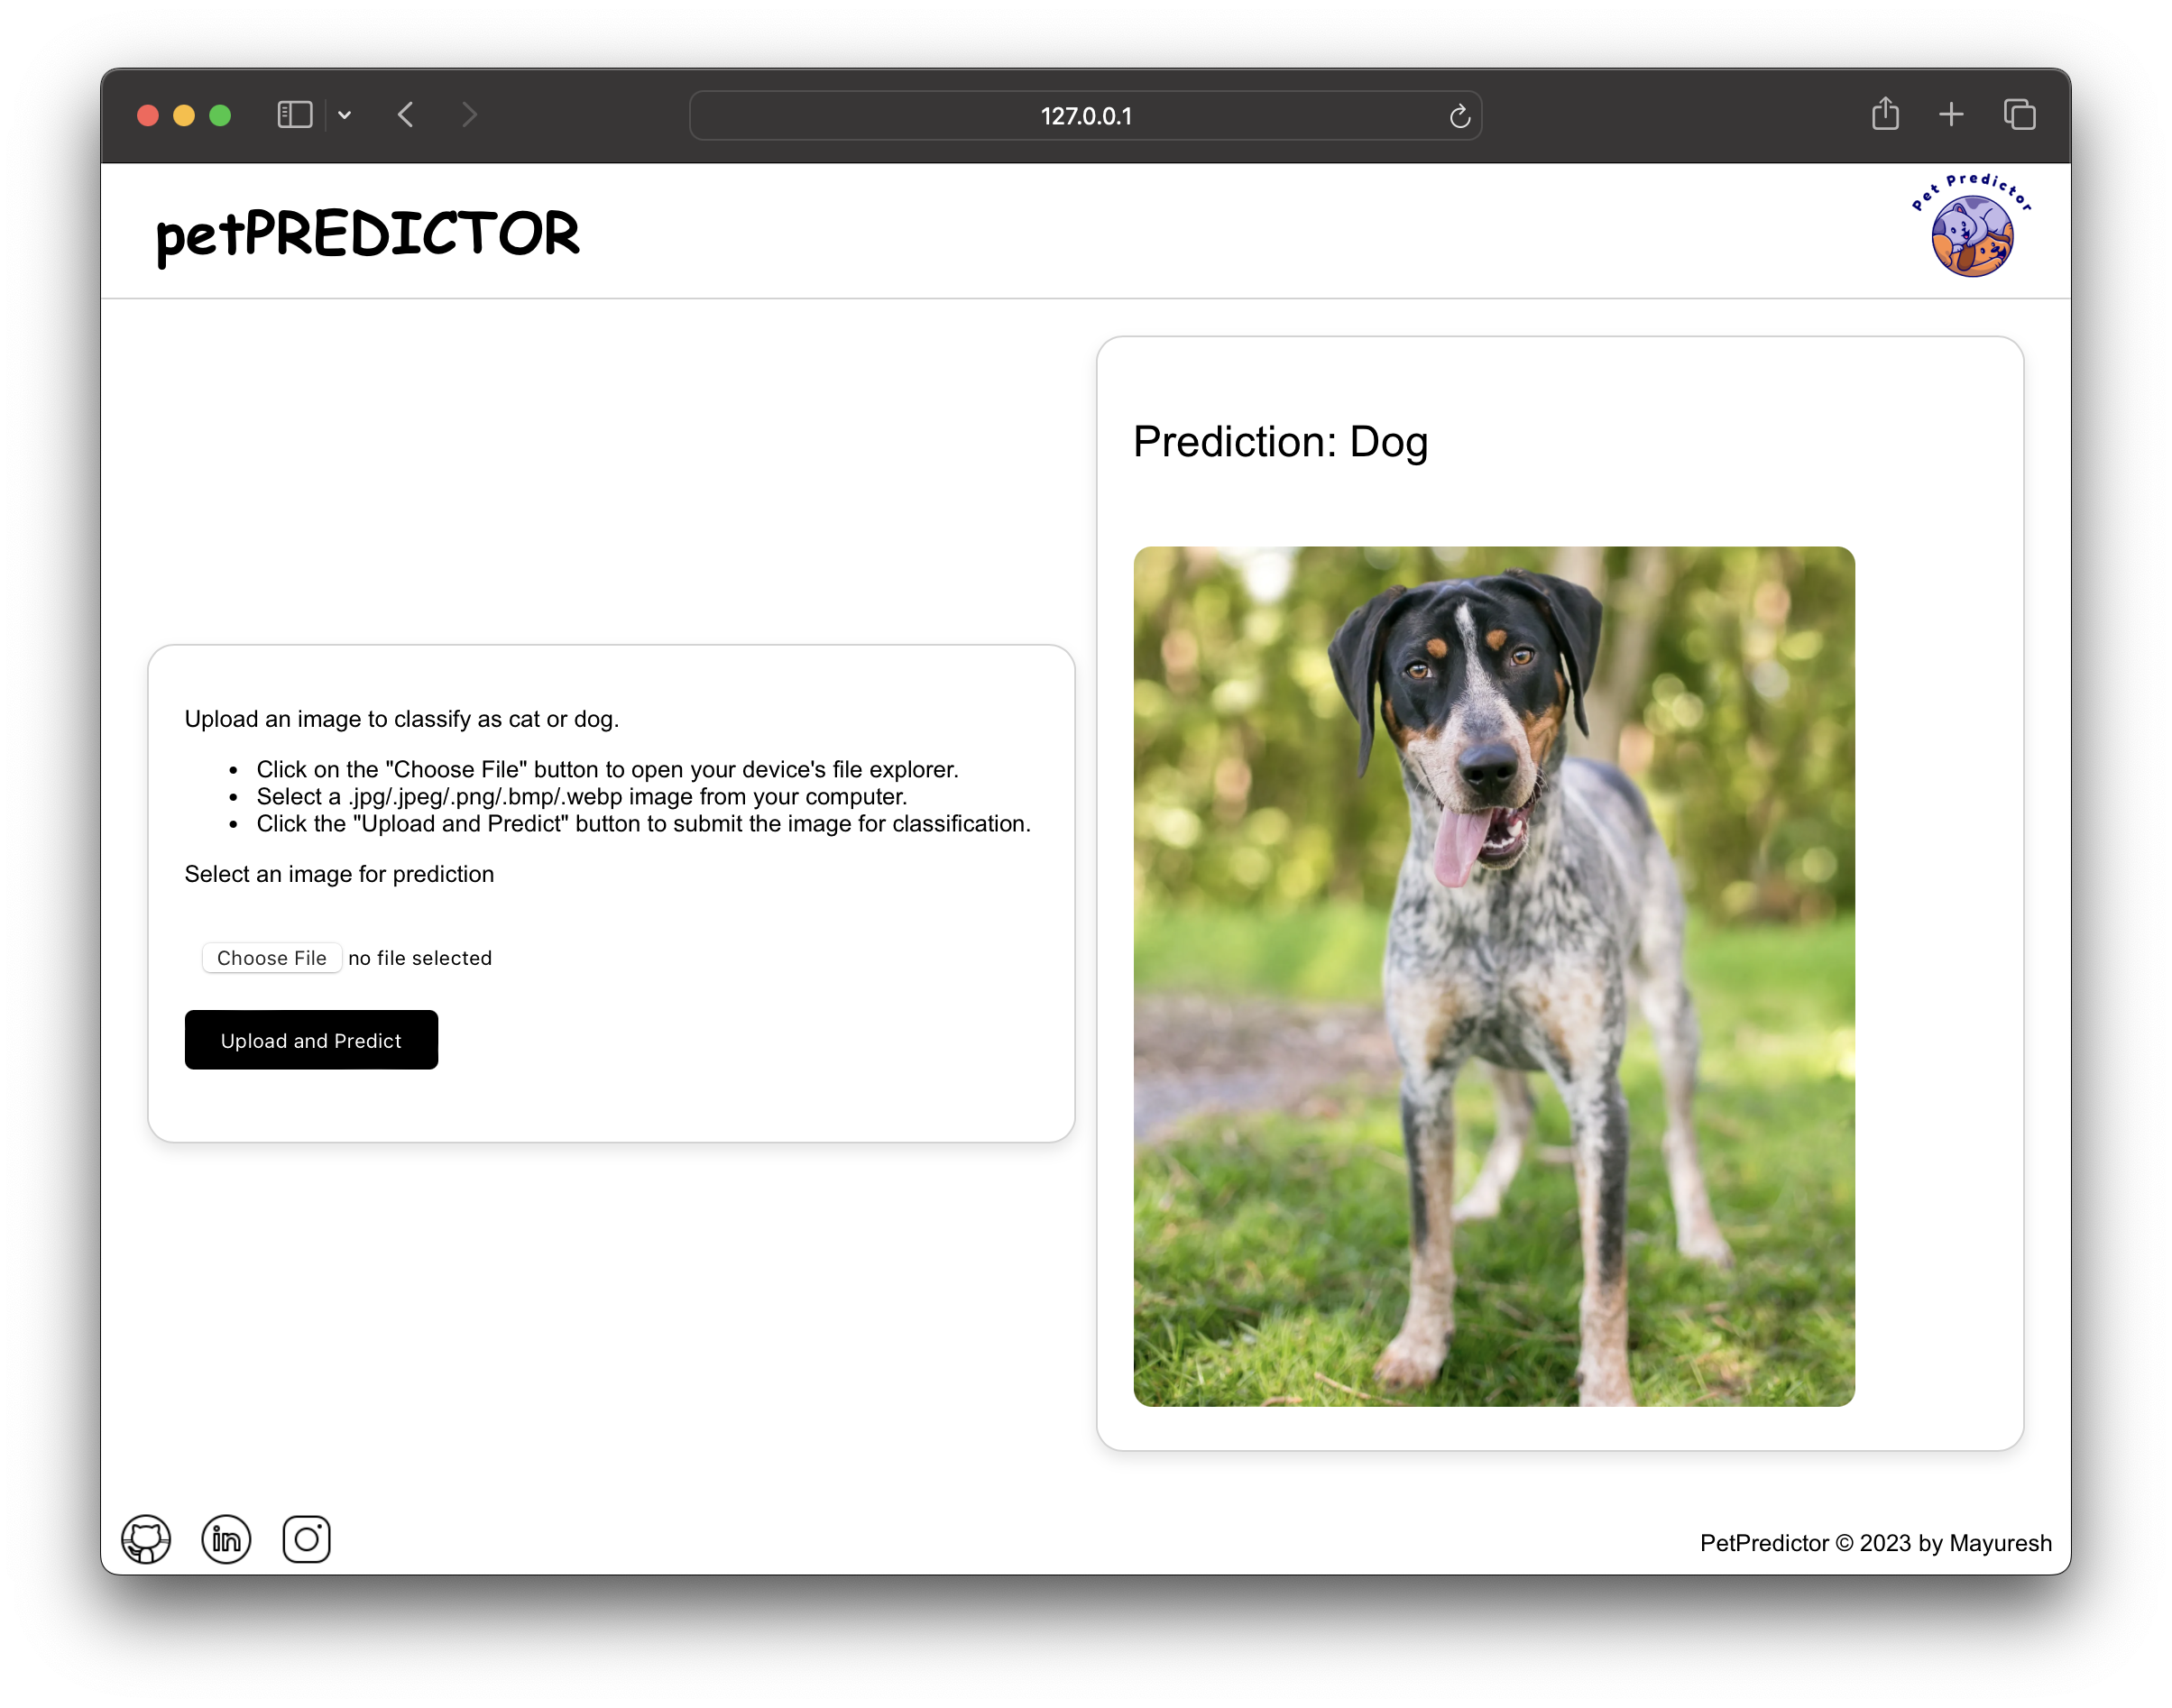 127.0.0.1
petPREDICTOR
Pet Predictor
Prediction: Dog
Upload an image to classify as cat or dog.
• Click on the "Choose File" button to open your device's file explorer.
• Select a .jpg/.jpeg/.png/.bmp/.webp image from your computer.
• Click the "Upload and Predict" button to submit the image for classification.
Select an image for prediction
Choose File no file selected
Upload and Predict
in
PetPredictor © 2023 by Mayuresh